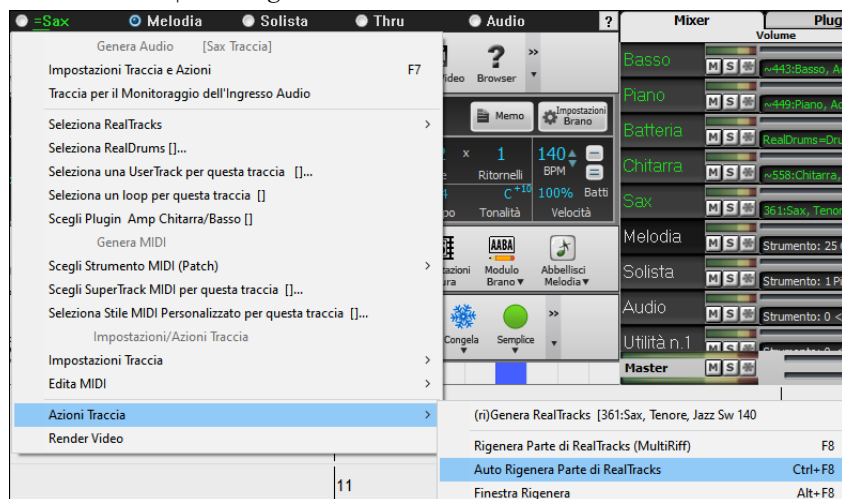 =Sax Melodia Solista Thru Audio ?
Mixer Plug
Volume
Genera Audio [Sax Traccia]
Impostazioni Traccia e Azioni F7
Traccia per il Monitoraggio dell'Ingresso Audio
Seleziona RealTracks >
Seleziona RealDrums []...
Seleziona una UserTrack per questa traccia []...
Seleziona un loop per questa traccia []
Scegli Plugin Amp Chitarra/Basso []
Genera MIDI
Scegli Strumento MIDI (Patch) >
Scegli SuperTrack MIDI per questa traccia []...
Seleziona Stile MIDI Personalizzato per questa traccia []...
Impostazioni/Azioni Traccia
Impostazioni Traccia >
Edita MIDI >
Azioni Traccia >
Render Video
ideo Browser
Memo Impostazioni Brano
x 1 140
Ritornelli BPM
C+10 100% Batti
Tonalità Velocità
Modulo Brano Abbellisci Melodia
AABA
Congela Semplice
Basso M S ~443:Basso, Ac
Piano M S ~449:Piano, Ac
Batteria M S RealDrums=Dru
Chitarra M S ~558:Chitarra,
Sax M S 361:Sax, Tenor
Melodia M S Strumento: 25
Solista M S Strumento: 1 Pi
Audio M S Strumento: 0 <
Utilità n.1 M S
Master M S
(ri)Genera RealTracks [361:Sax, Tenore, Jazz Sw 140
Rigenera Parte di RealTracks (MultiRiff) F8
Auto Rigenera Parte di RealTracks Ctrl+F8
Finestra Rigenera Alt+F8
11